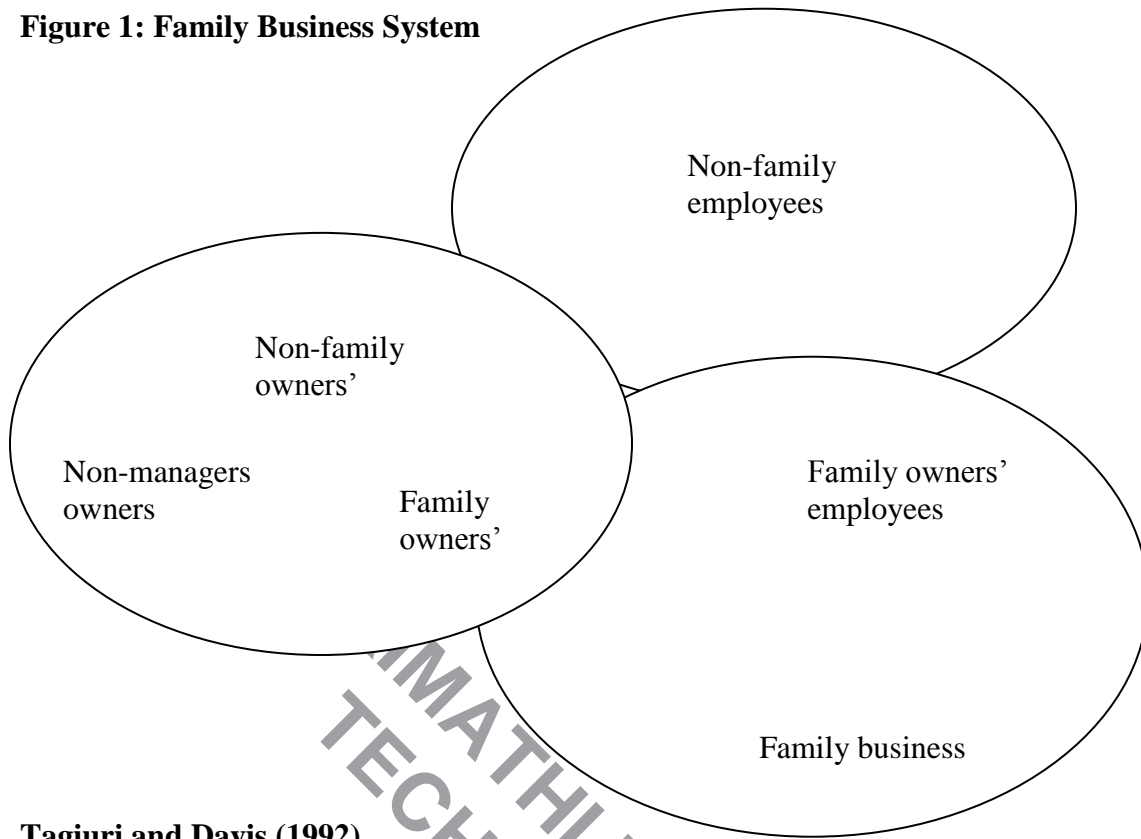 Figure 1: Family Business System
Non-family
employees
Non-family
owners’
Non-managers
owners
Family
owners’
Family owners’
employees
Family business
Tagiuri and Davis (1992)